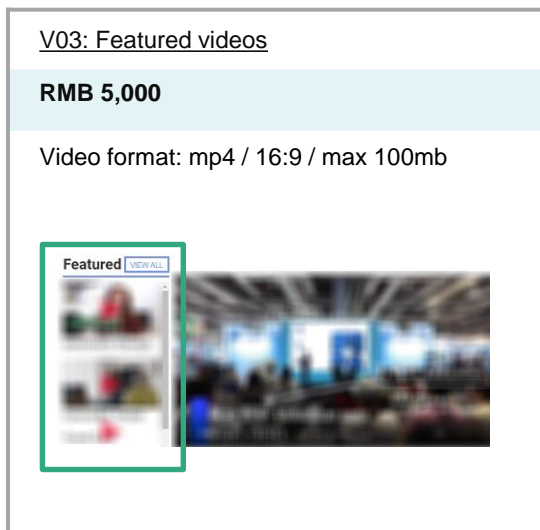 V03: Featured videos
RMB 5,000
Video format: mp4 / 16:9 / max 100mb
Featured VIEW ALL